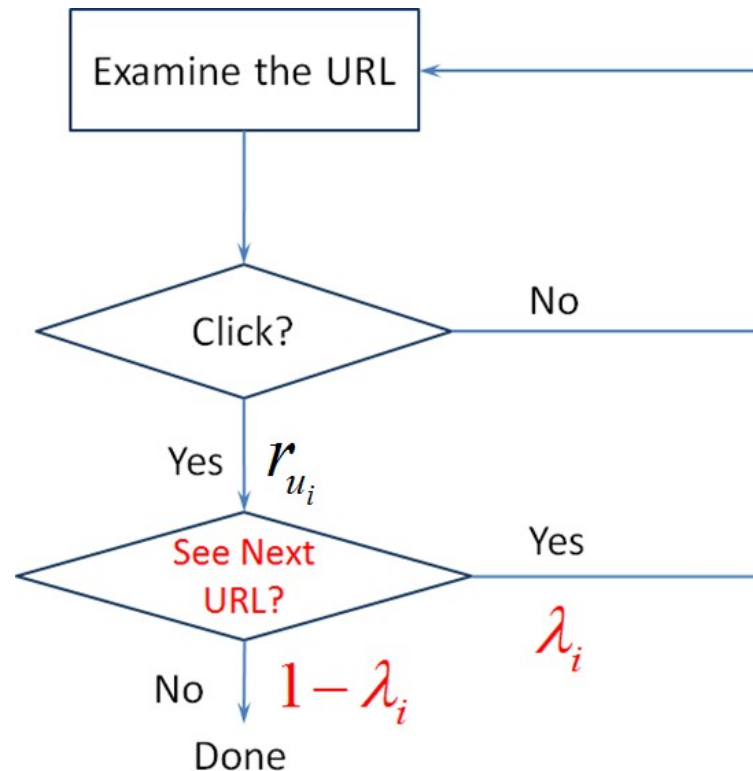 Examine the URL
Click?
No
Yes
r_{u_i}
See Next
URL?
Yes
λ_i
No
1 − λ_i
Done